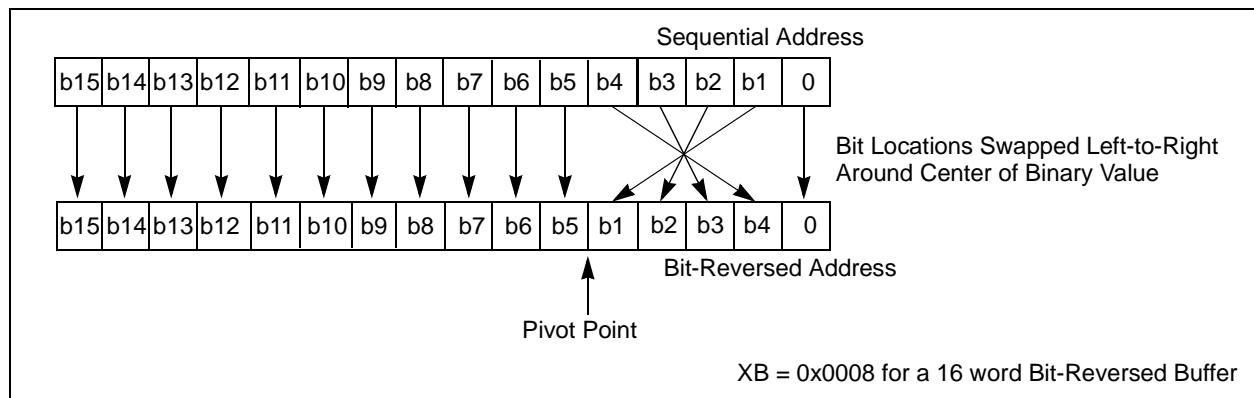 Sequential Address
b15 b14 b13 b12 b11 b10 b9 b8 b7 b6 b5 b4 b3 b2 b1 0
Bit Locations Swapped Left-to-Right
Around Center of Binary Value
b15 b14 b13 b12 b11 b10 b9 b8 b7 b6 b5 b1 b2 b3 b4 0
Bit-Reversed Address
Pivot Point
XB = 0x0008 for a 16 word Bit-Reversed Buffer